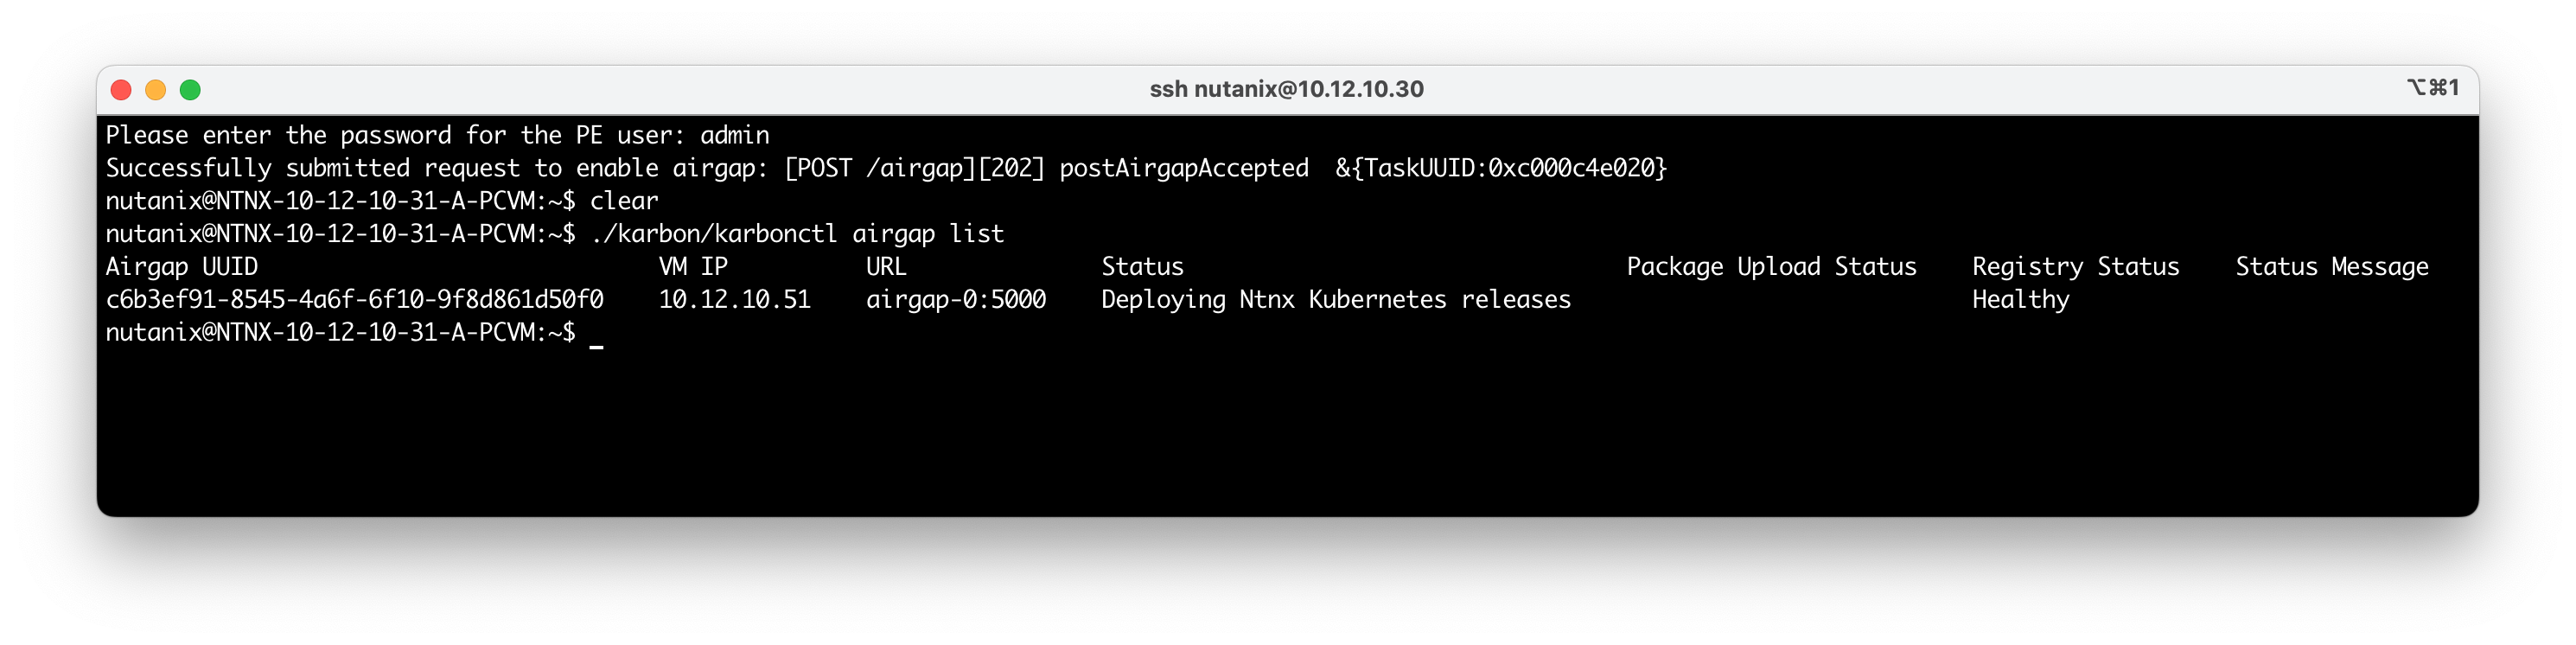 ssh nutanix@10.12.10.30 ⌥⌘1
Please enter the password for the PE user: admin
Successfully submitted request to enable airgap: [POST /airgap][202] postAirgapAccepted  &{TaskUUID:0xc000c4e020}
nutanix@NTNX-10-12-10-31-A-PCVM:~$ clear
nutanix@NTNX-10-12-10-31-A-PCVM:~$ ./karbon/karbonctl airgap list
Airgap UUID                             VM IP          URL              Status                                Package Upload Status    Registry Status    Status Message
c6b3ef91-8545-4a6f-6f10-9f8d861d50f0    10.12.10.51    airgap-0:5000    Deploying Ntnx Kubernetes releases                             Healthy
nutanix@NTNX-10-12-10-31-A-PCVM:~$ _